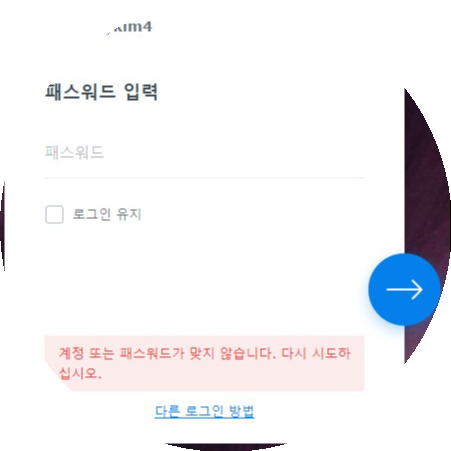 패스워드 입력
패스워드
로그인 유지
계정 또는 패스워드가 맞지 않습니다. 다시 시도하
십시오.
다른 로그인 방법